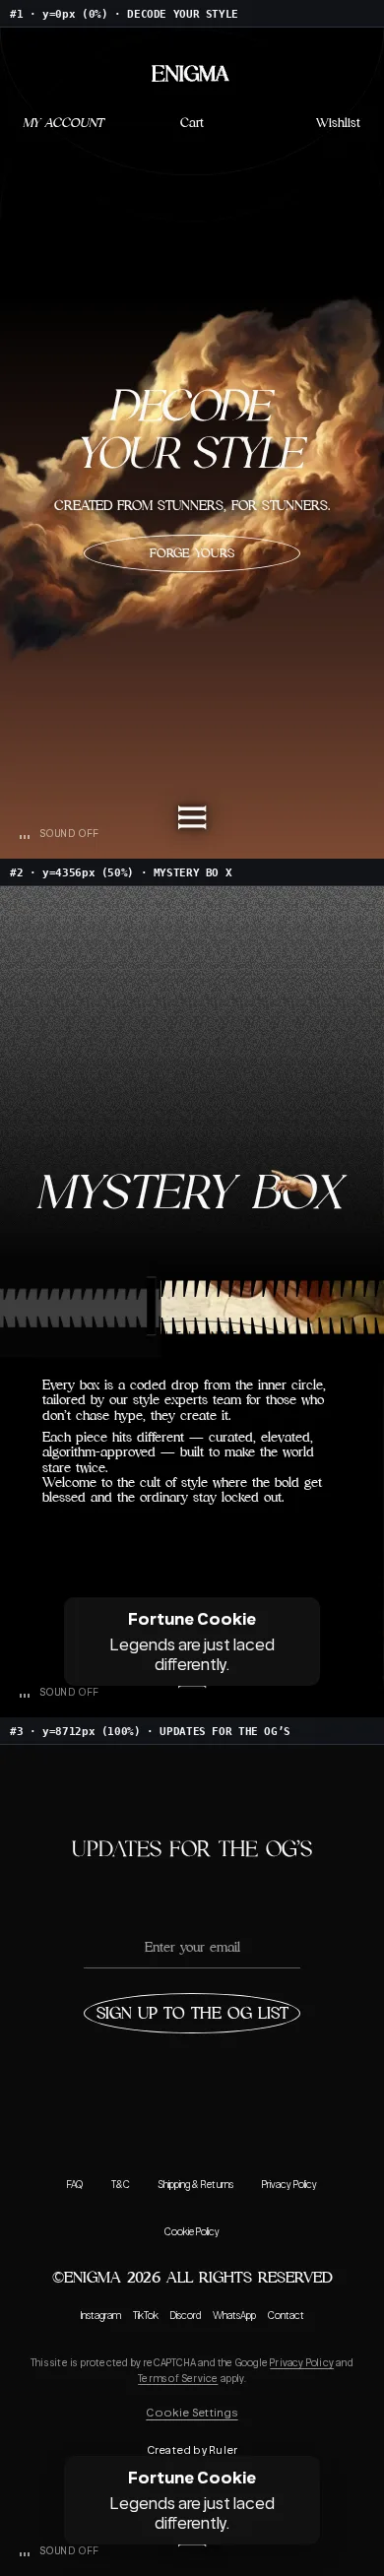 #1 · y=0px (0%) · DECODE YOUR STYLE
ENIGMA
MY ACCOUNT Cart Wishlist
DECODE
YOUR STYLE
CREATED FROM STUNNERS, FOR STUNNERS.
FORGE YOURS
SOUND OFF
#2 · y=4356px (50%) · MYSTERY BO X
MYSTERY BOX
Every box is a coded drop from the inner circle,
tailored by our style experts team for those who
don't chase hype, they create it.
Each piece hits different — curated, elevated,
algorithm-approved — built to make the world
stare twice.
Welcome to the cult of style where the bold get
blessed and the ordinary stay locked out.
Fortune Cookie
Legends are just laced
differently.
SOUND OFF
#3 · y=8712px (100%) · UPDATES FOR THE OG’S
UPDATES FOR THE OG'S
Enter your email
SIGN UP TO THE OG LIST
FAQ T&C Shipping & Returns Privacy Policy
Cookie Policy
©ENIGMA 2026 ALL RIGHTS RESERVED
Instagram TikTok Discord WhatsApp Contact
This site is protected by reCAPTCHA and the Google Privacy Policy and
Terms of Service apply.
Cookie Settings
Created by Ruler
Fortune Cookie
Legends are just laced
differently.
SOUND OFF